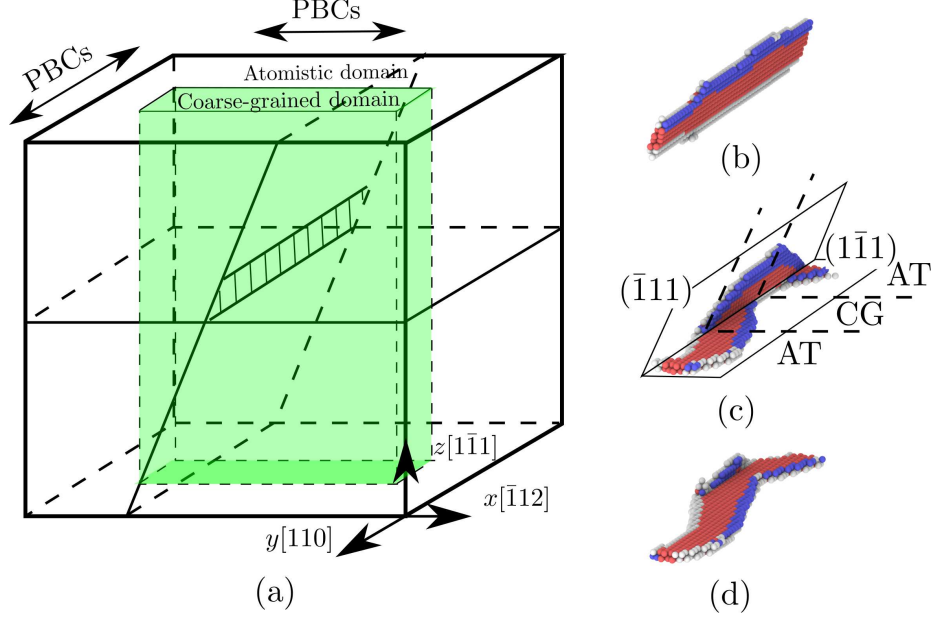 PBCs
PBCs
Atomistic domain
Coarse-grained domain
z[11̄1]
x[1̄12]
y[110]
(a)
(b)
(1̄11)
(11̄1)
AT
CG
AT
(c)
(d)